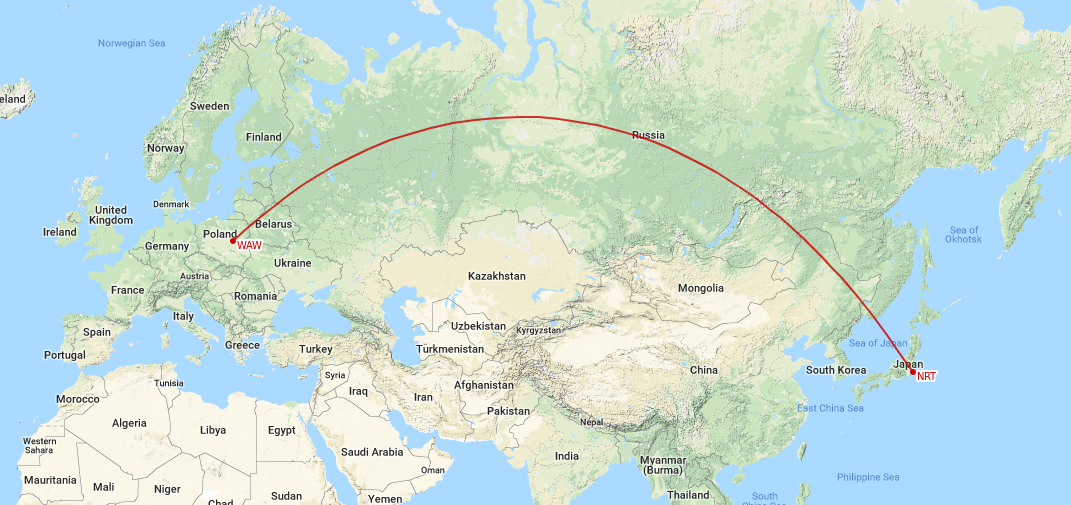 Norwegian Sea
eland
Sweden
Finland
Russia
Norway
Denmark
United
Kingdom
Ireland
Belarus
Poland
WAW
Germany
Ukraine
Austria
France
Romania
Italy
Spain
Portugal
Greece
Turkey
Kazakhstan
Mongolia
Sea of
Okhotsk
Uzbekistan
Kyrgyzstan
Türkmenistan
Sea of Japan
Japan
NRT
South Korea
China
Tunisia
Syria
Morocco
Iraq
Iran
Afghanistan
Pakistan
Nepal
East China Sea
Algeria
Libya
Egypt
Western
Sahara
Saudi Arabia
India
Myanmar
(Burma)
Oman
Mauritania
Mali
Niger
Chad
Sudan
Yemen
Thailand
Philippine Sea
South
China Sea